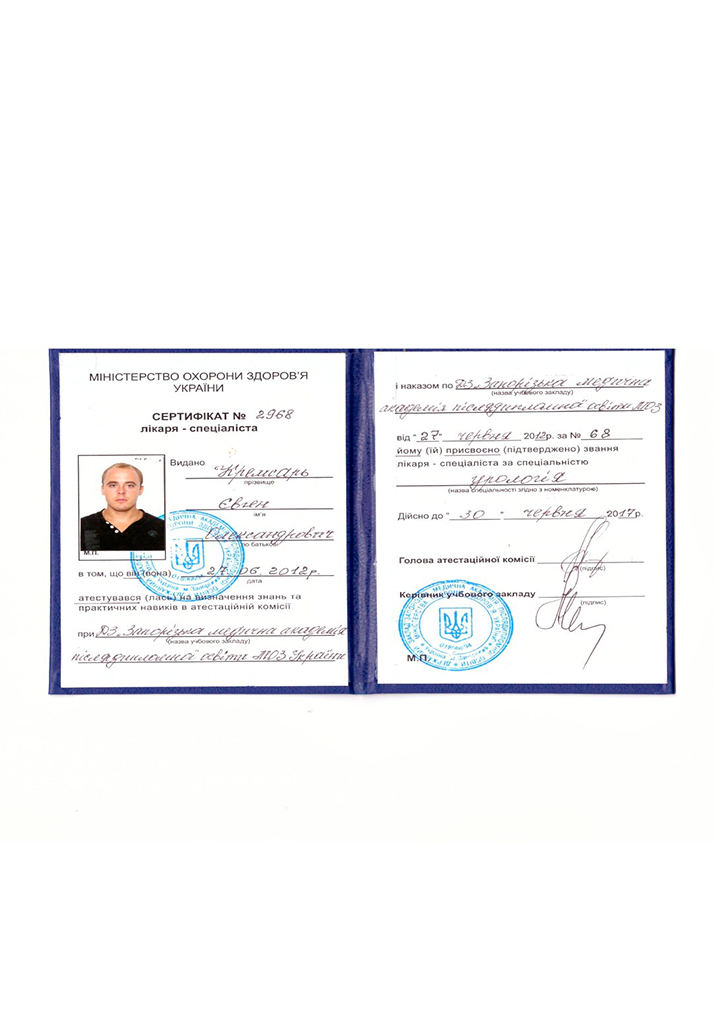 МІНІСТЕРСТВО ОХОРОНИ ЗДОРОВ'Я
УКРАЇНИ
СЕРТИФІКАТ № 2968
лікаря - спеціаліста
Видано Кремсарь
прізвище
Євген
ім'я
Олександрович
по батькові
М.П.
в том, що він (вона) 27.06.2012р.
дата
атестувався (лась) на визначення знань та
практичних навиків в атестаційній комісії
при ДЗ, Запорізька медична академія
(назва учбового закладу)
післядипломної освіти МОЗ України
і наказом по ДЗ Запорізька медична
(назва учбового закладу)
академія післядипломної освіти МОЗ
від "27" червня 2012р. за № 68
йому (їй) присвоєно (підтверджено) звання
лікаря - спеціаліста за спеціальністю
урологія
(назва спеціальності згідно з номенклатурою)
Дійсно до "30" червня 2017р.
Голова атестаційної комісії
(підпис)
Керівник учбового закладу
(підпис)
М.П.